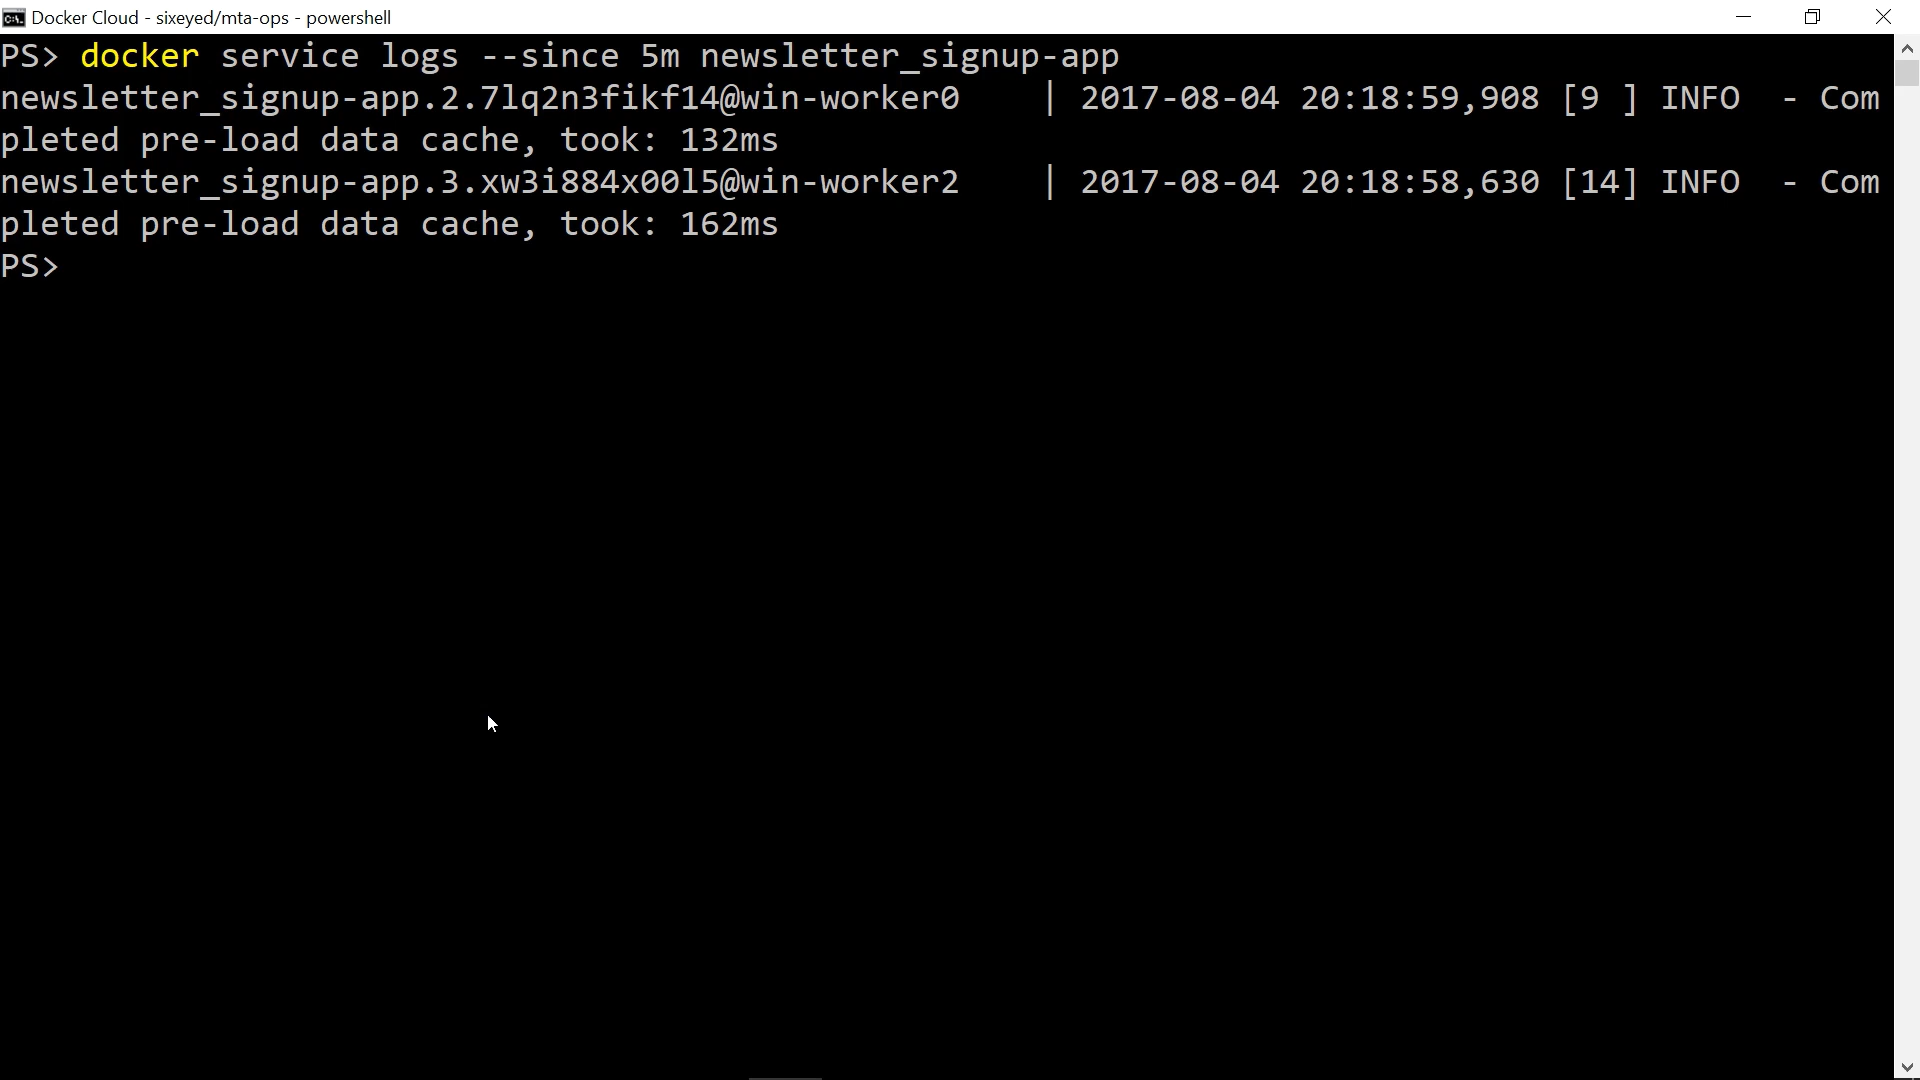 Docker Cloud - sixeyed/mta-ops - powershell
PS> docker service logs --since 5m newsletter_signup-app
newsletter_signup-app.2.7lq2n3fikf14@win-worker0    | 2017-08-04 20:18:59,908 [9 ] INFO  - Com
pleted pre-load data cache, took: 132ms
newsletter_signup-app.3.xw3i884x00l5@win-worker2    | 2017-08-04 20:18:58,630 [14] INFO  - Com
pleted pre-load data cache, took: 162ms
PS>